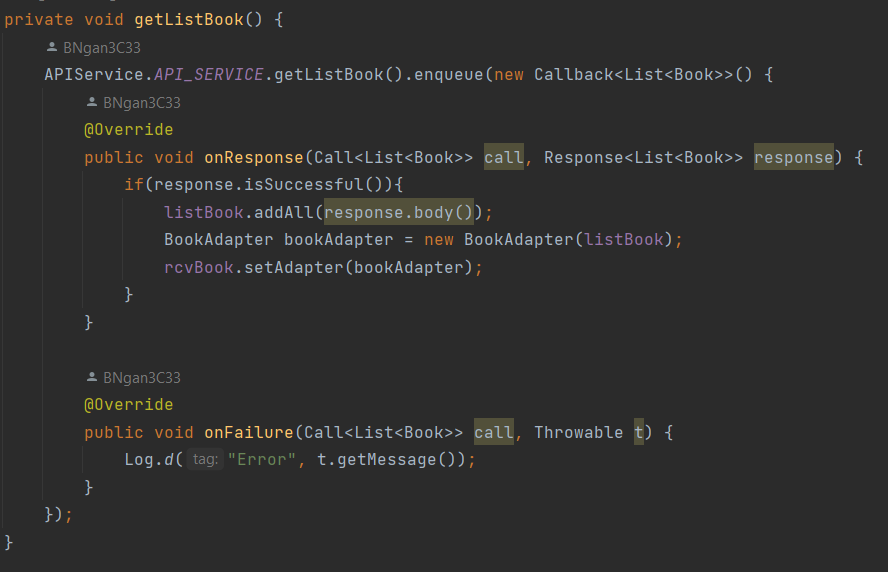 private void getListBook() {
BNgan3C33
APIService.API_SERVICE.getListBook().enqueue(new Callback<List<Book>>() {
BNgan3C33
@Override
public void onResponse(Call<List<Book>> call, Response<List<Book>> response) {
if(response.isSuccessful()){
listBook.addAll(response.body());
BookAdapter bookAdapter = new BookAdapter(listBook);
rcvBook.setAdapter(bookAdapter);
}
}
BNgan3C33
@Override
public void onFailure(Call<List<Book>> call, Throwable t) {
Log.d( tag: "Error", t.getMessage());
}
});
}